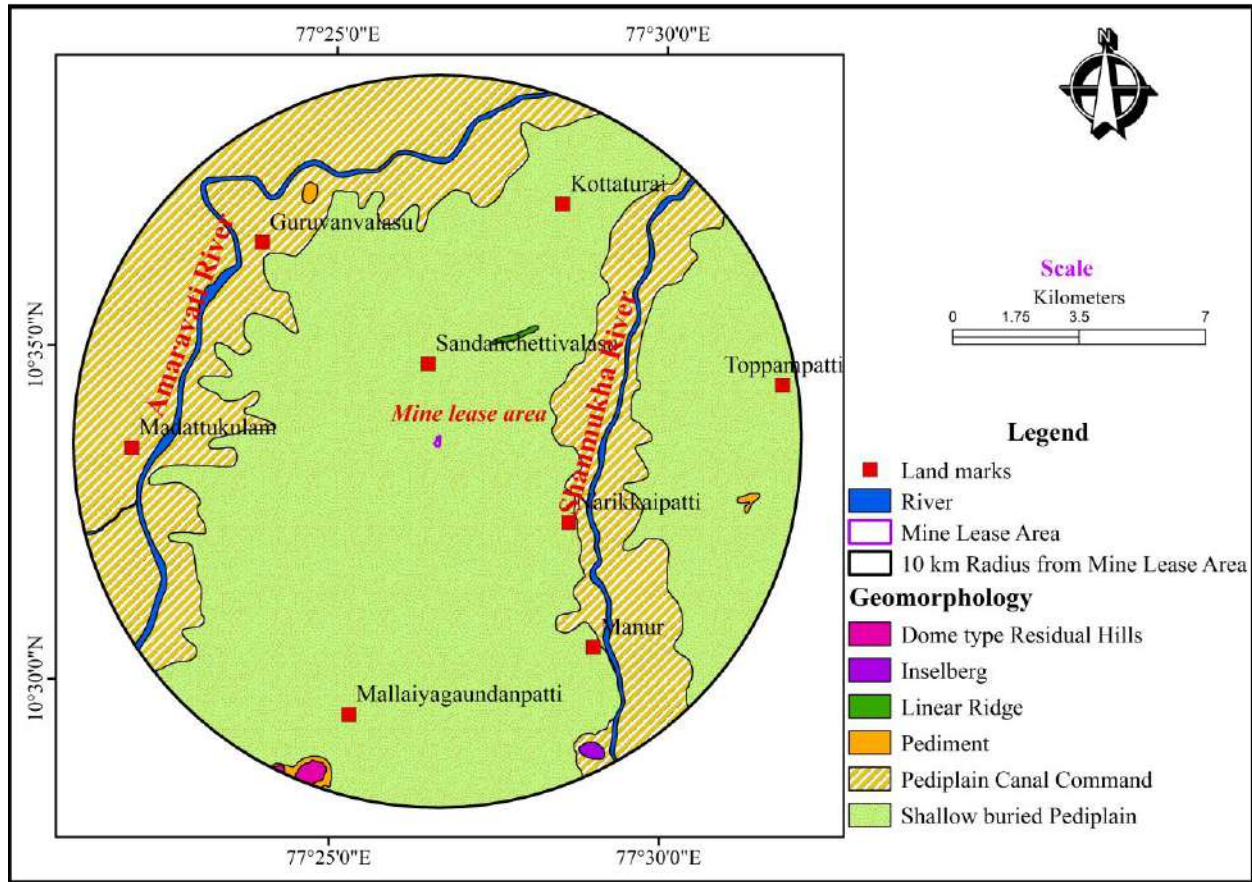 77°25'0"E
77°30'0"E
N
Kottaturai
Guruvanvalasu
Amaravati River
Scale
Kilometers
0 1.75 3.5 7
10°35'0"N
Sandanchettivalasu
Shanmukha River
Toppampatti
Mine lease area
Madattukulam
Narikkaipatti
Manur
10°30'0"N
Mallaiyagaundanpatti
77°25'0"E
77°30'0"E
Legend
Land marks
River
Mine Lease Area
10 km Radius from Mine Lease Area
Geomorphology
Dome type Residual Hills
Inselberg
Linear Ridge
Pediment
Pediplain Canal Command
Shallow buried Pediplain